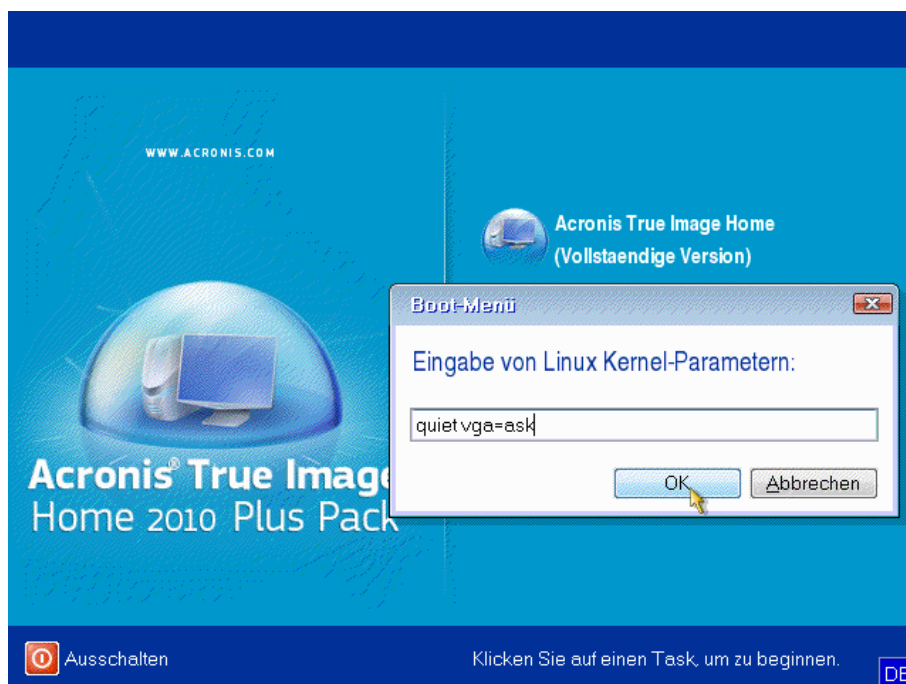 WWW.ACRONIS.COM
Acronis True Image Home
(Vollstaendige Version)
Boot-Menü
Eingabe von Linux Kernel-Parametern:
quiet vga=ask
OK
Abbrechen
Acronis® True Image
Home 2010 Plus Pack
Ausschalten
Klicken Sie auf einen Task, um zu beginnen.
DE